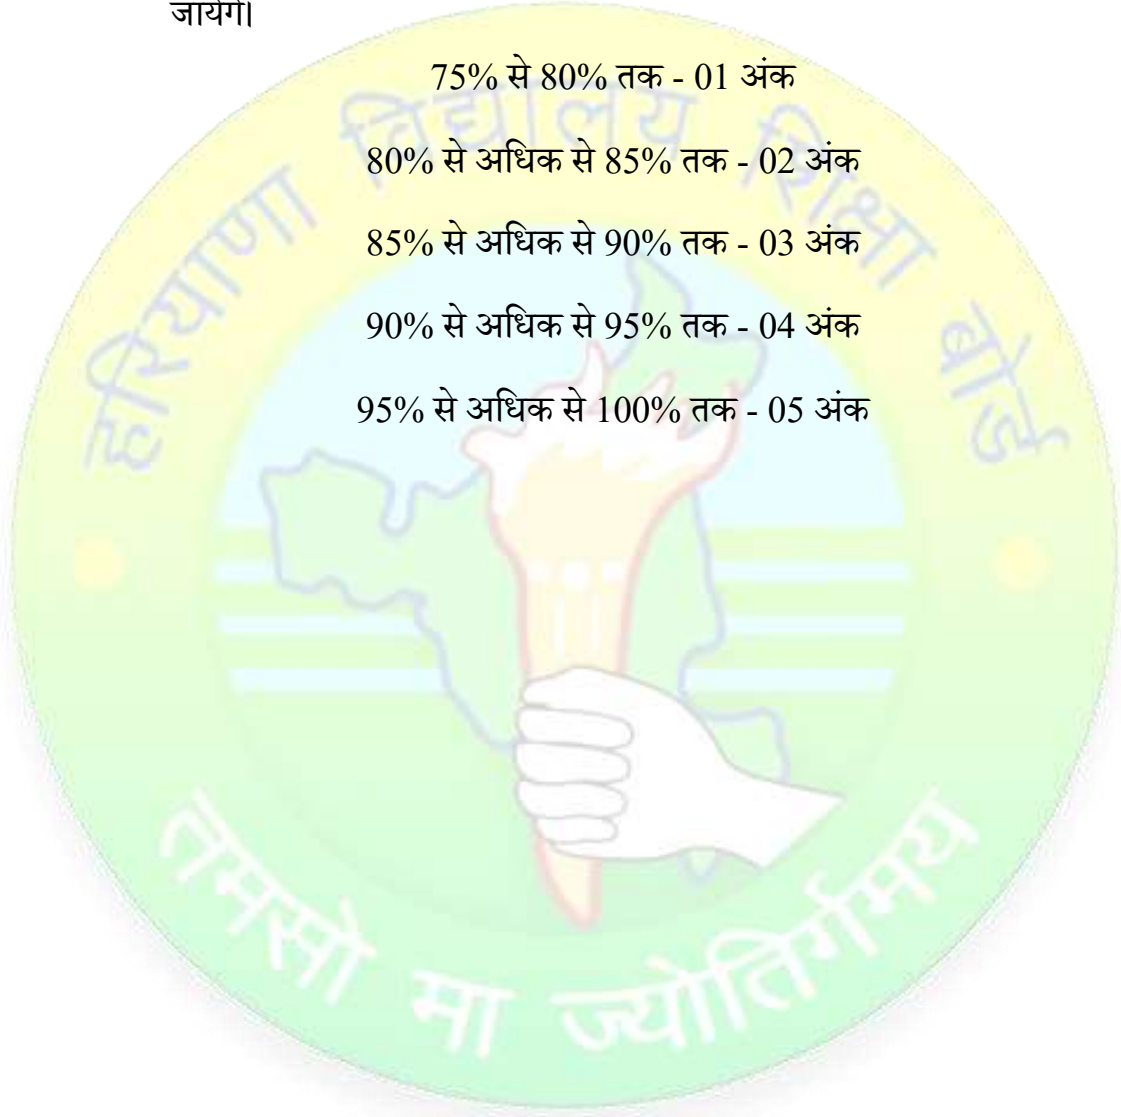 जायेंगे।
75% से 80% तक - 01 अंक
80% से अधिक से 85% तक - 02 अंक
85% से अधिक से 90% तक - 03 अंक
90% से अधिक से 95% तक - 04 अंक
95% से अधिक से 100% तक - 05 अंक
हरियाणा विद्यालय शिक्षा बोर्ड
तमसो मा ज्योतिर्गमय